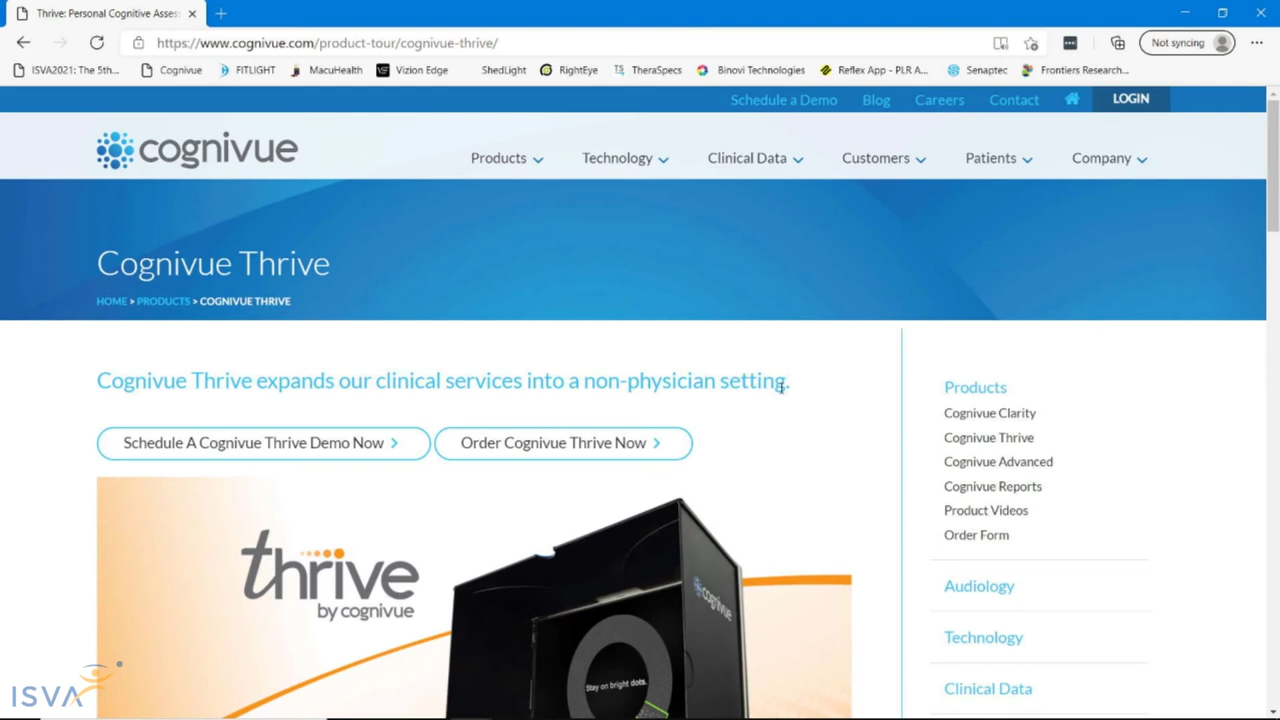 Thrive: Personal Cognitive Asses
https://www.cognivue.com/product-tour/cognivue-thrive/
Not syncing
ISVA2021: The 5th...
Cognivue
FITLIGHT
MacuHealth
Vizion Edge
ShedLight
RightEye
TheraSpecs
Binovi Technologies
Reflex App - PLR A...
Senaptec
Frontiers Research...
Schedule a Demo
Blog
Careers
Contact
LOGIN
cognivue
Products
Technology
Clinical Data
Customers
Patients
Company
Cognivue Thrive
HOME > PRODUCTS > COGNIVUE THRIVE
Cognivue Thrive expands our clinical services into a non-physician setting.
Schedule A Cognivue Thrive Demo Now
Order Cognivue Thrive Now
thrive
by cognivue
cognivue
Stay on bright dots.
Products
Cognivue Clarity
Cognivue Thrive
Cognivue Advanced
Cognivue Reports
Product Videos
Order Form
Audiology
Technology
Clinical Data
ISVA